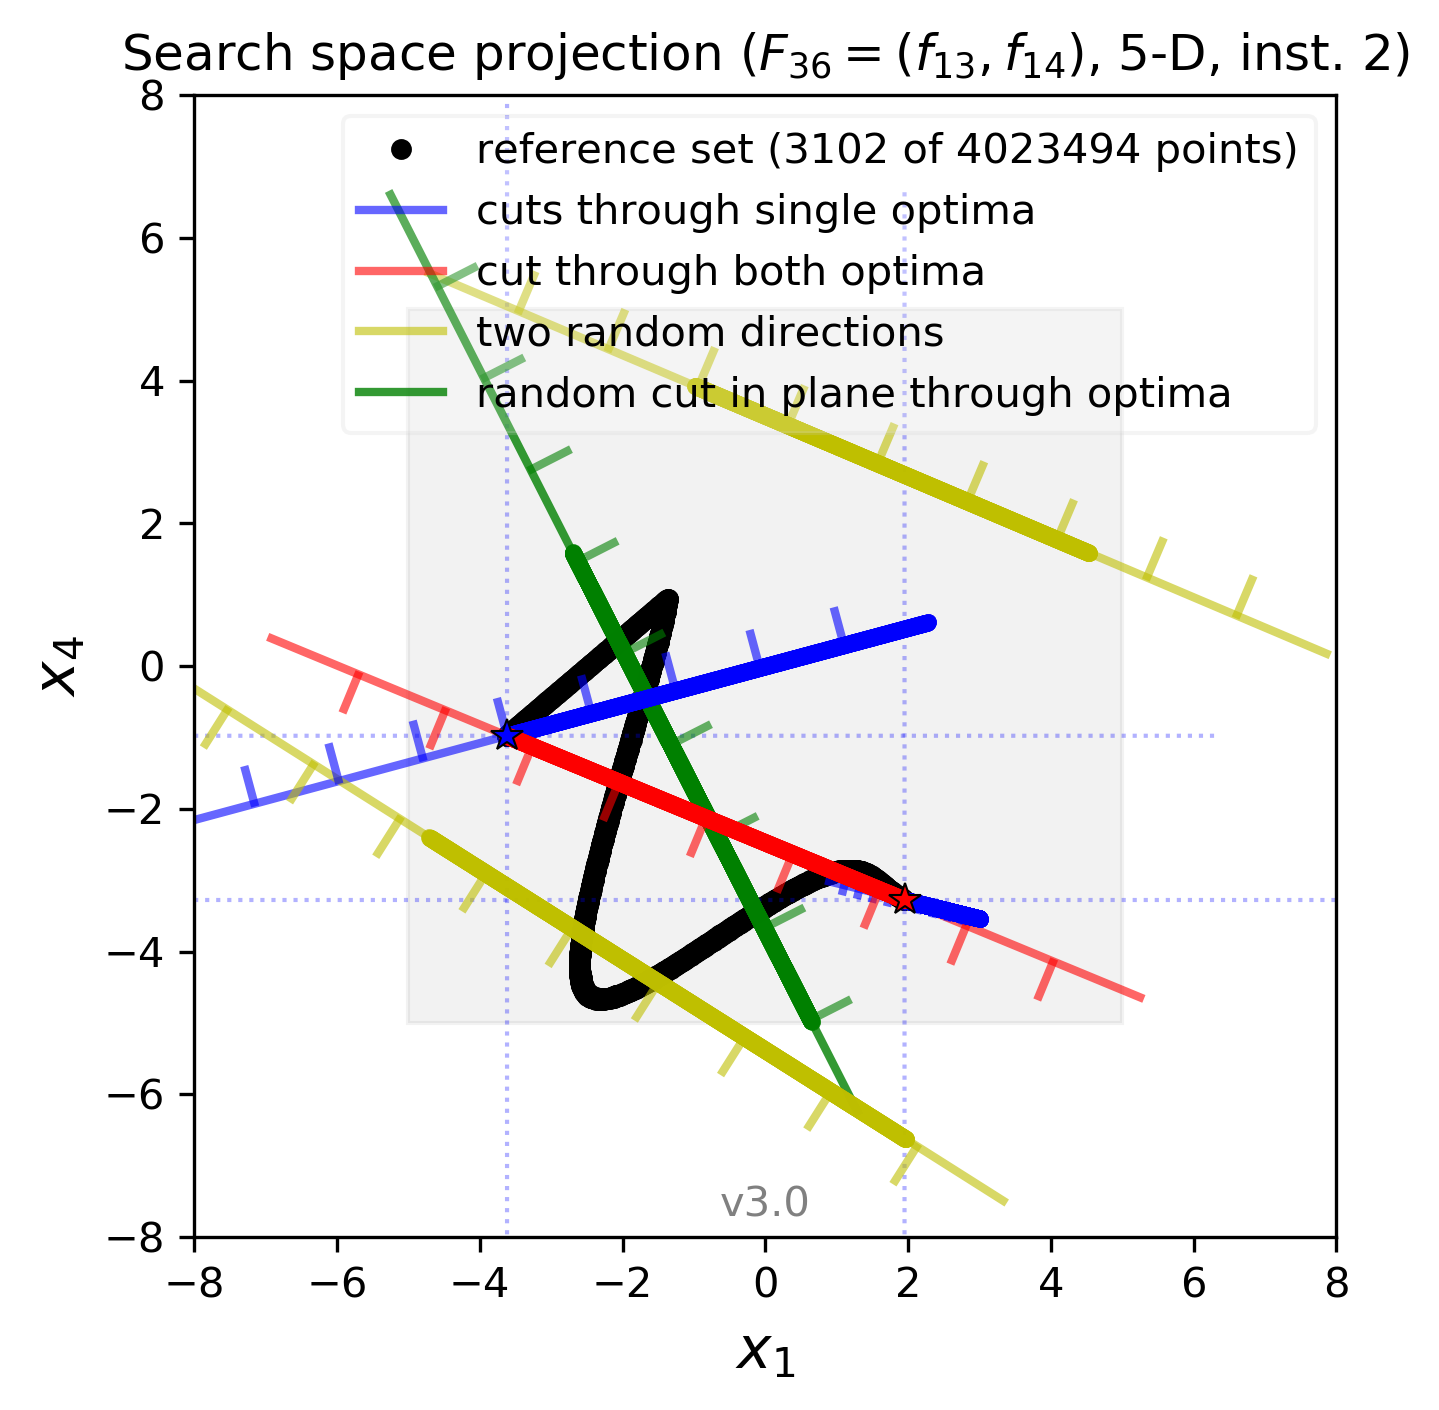 Search space projection (F36 = (f13, f14), 5-D, inst. 2)
reference set (3102 of 4023494 points)
cuts through single optima
cut through both optima
two random directions
random cut in plane through optima
8
6
4
2
0
−2
−4
−6
−8
x4
v3.0
−8 −6 −4 −2 0 2 4 6 8
x1